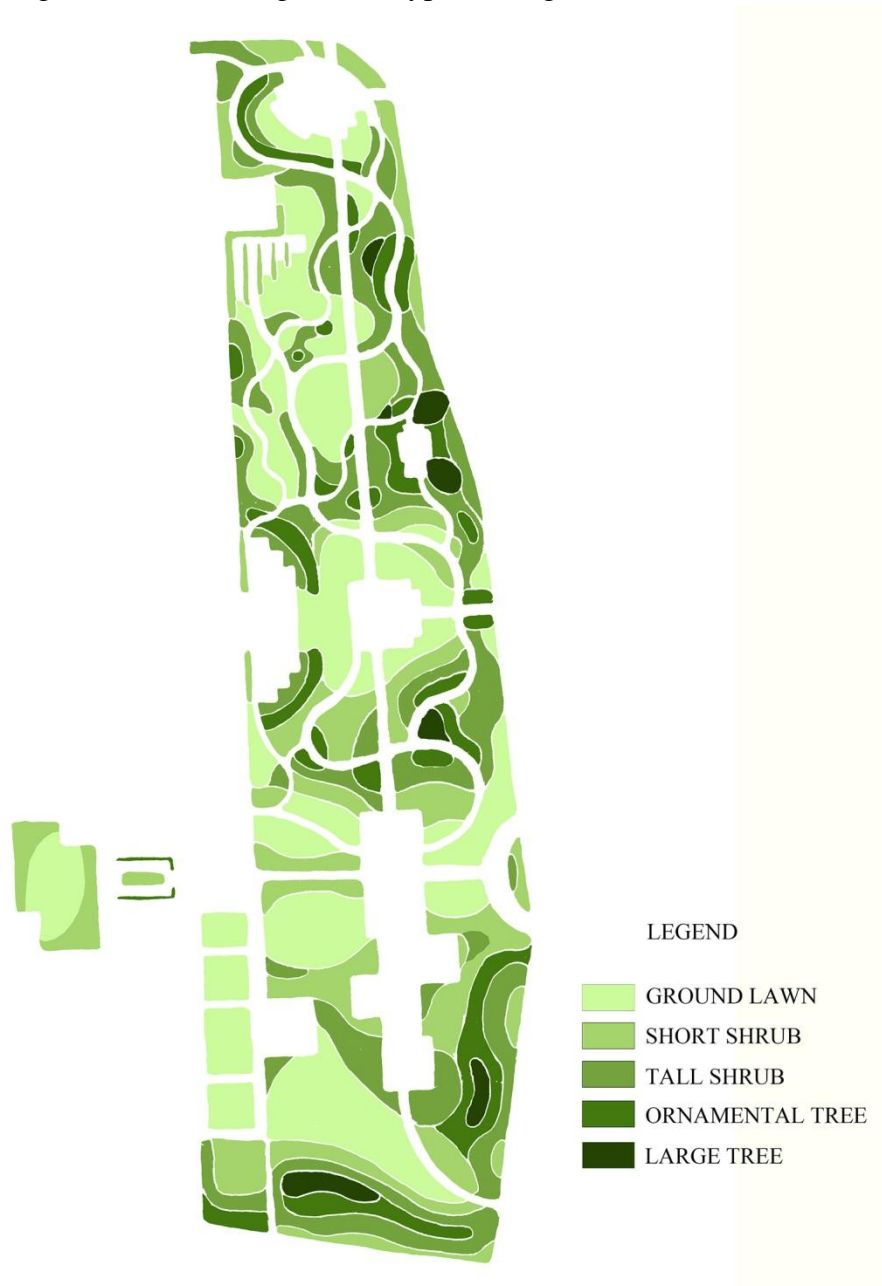 LEGEND
GROUND LAWN
SHORT SHRUB
TALL SHRUB
ORNAMENTAL TREE
LARGE TREE